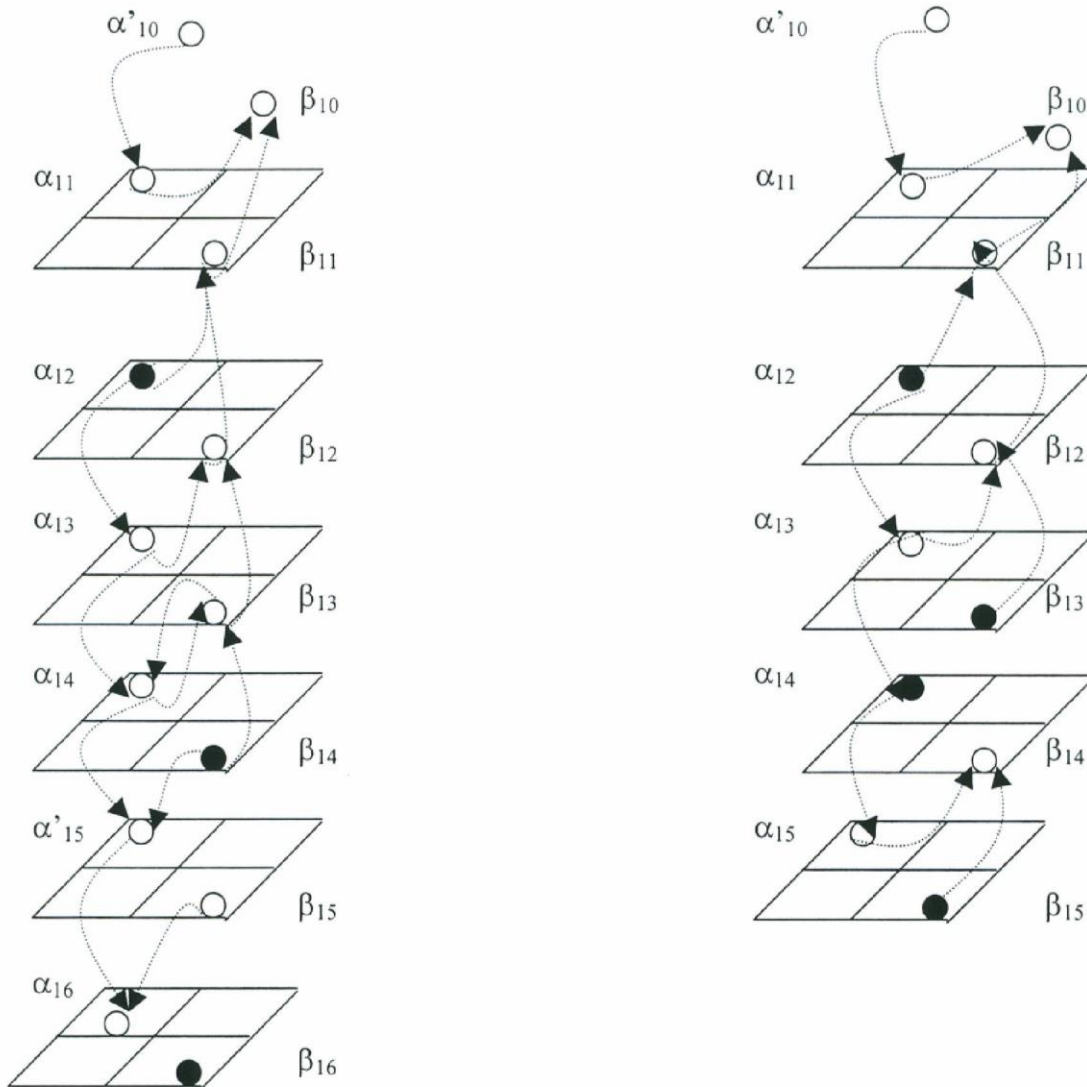 α’₁₀
β₁₀
α₁₁
β₁₁
α₁₂
β₁₂
α₁₃
β₁₃
α₁₄
β₁₄
α’₁₅
β₁₅
α₁₆
β₁₆
α’₁₀
β₁₀
α₁₁
β₁₁
α₁₂
β₁₂
α₁₃
β₁₃
α₁₄
β₁₄
α₁₅
β₁₅